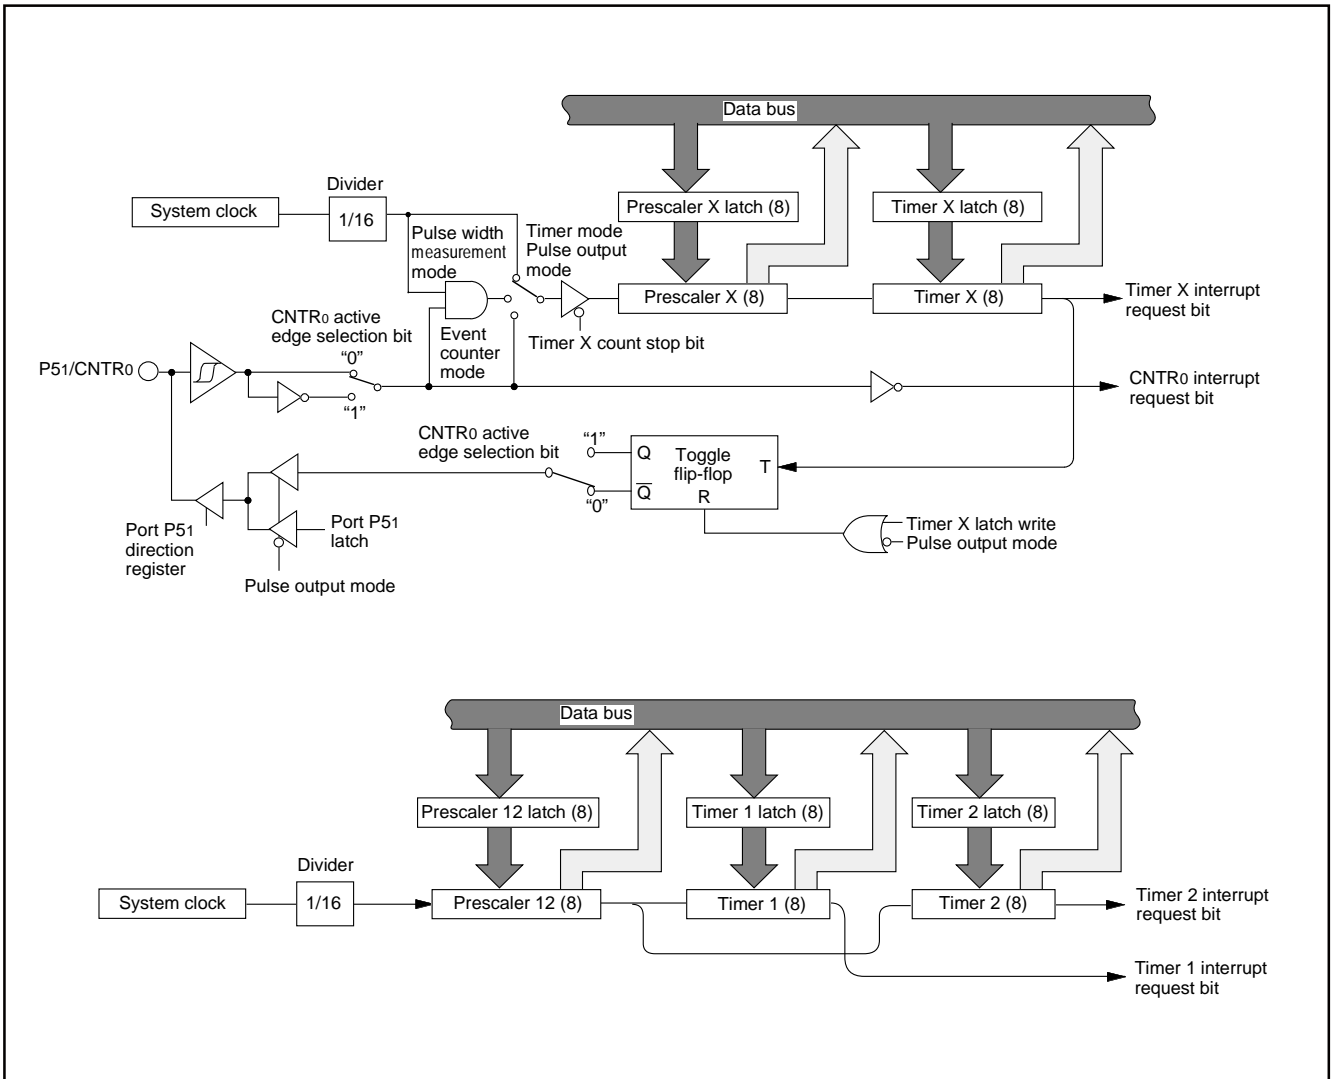 Data bus
Divider
System clock
1/16
Prescaler X latch (8)
Timer X latch (8)
Pulse width
measurement
mode
Timer mode
Pulse output
mode
Prescaler X (8)
Timer X (8)
Timer X interrupt
request bit
CNTR0 active
edge selection bit
Event
counter
mode
Timer X count stop bit
P51/CNTR0
“0”
“1”
CNTR0 interrupt
request bit
CNTR0 active
edge selection bit
“1”
“0”
Q
Toggle
flip-flop
T
Q̅
R
Port P51
direction
register
Port P51
latch
Timer X latch write
Pulse output mode
Pulse output mode
Data bus
Prescaler 12 latch (8)
Timer 1 latch (8)
Timer 2 latch (8)
Divider
System clock
1/16
Prescaler 12 (8)
Timer 1 (8)
Timer 2 (8)
Timer 2 interrupt
request bit
Timer 1 interrupt
request bit